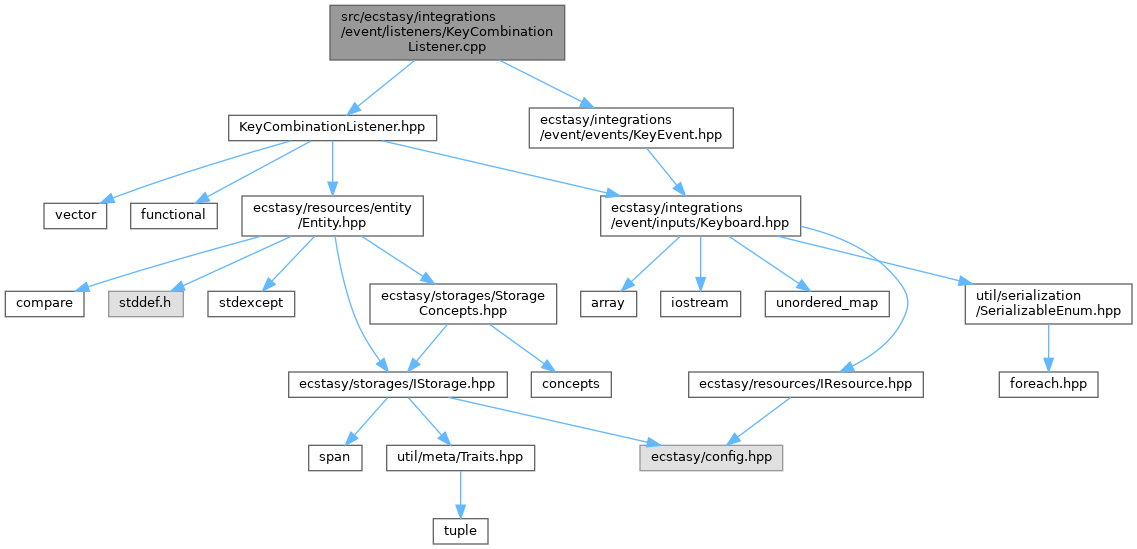 src/ecstasy/integrations
/event/listeners/KeyCombination
Listener.cpp
KeyCombinationListener.hpp
ecstasy/integrations
/event/events/KeyEvent.hpp
vector
functional
ecstasy/resources/entity
/Entity.hpp
ecstasy/integrations
/event/inputs/Keyboard.hpp
compare
stddef.h
stdexcept
ecstasy/storages/Storage
Concepts.hpp
array
iostream
unordered_map
util/serialization
/SerializableEnum.hpp
ecstasy/storages/IStorage.hpp
concepts
ecstasy/resources/IResource.hpp
foreach.hpp
span
util/meta/Traits.hpp
ecstasy/config.hpp
tuple